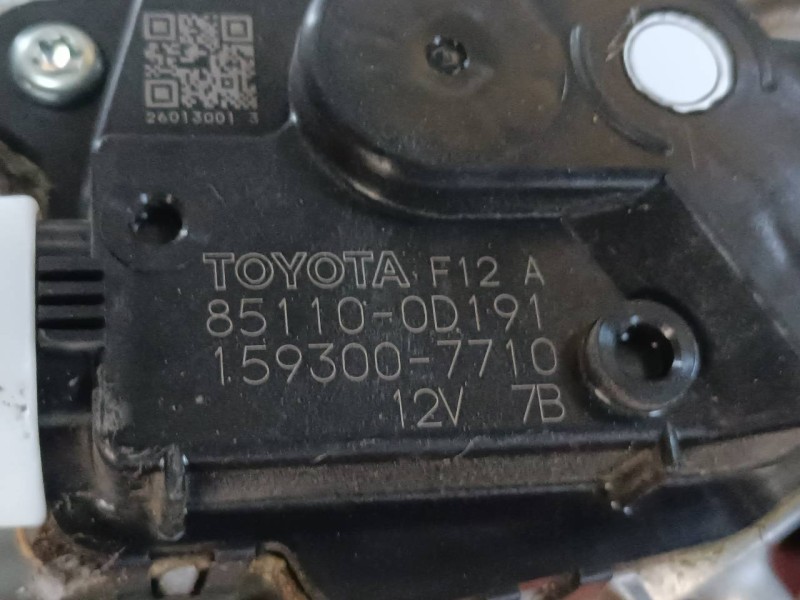 26013001 3
TOYOTA F12 A
85110-0D191
159300-7710
12V 7B